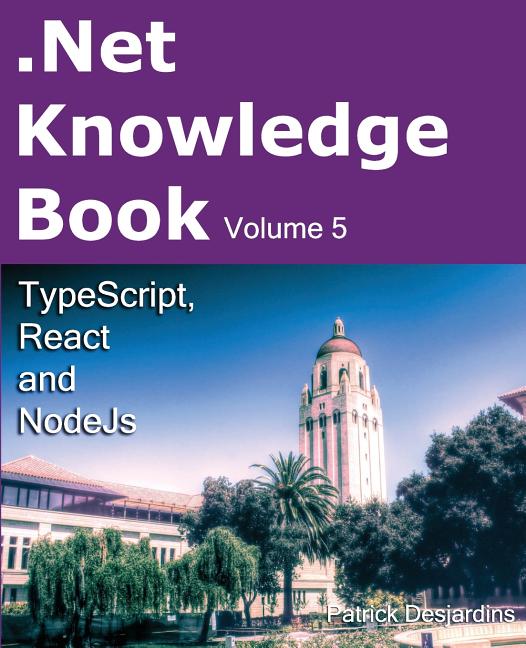 .Net
Knowledge
Book Volume 5
TypeScript,
React
and
NodeJs
Patrick Desjardins